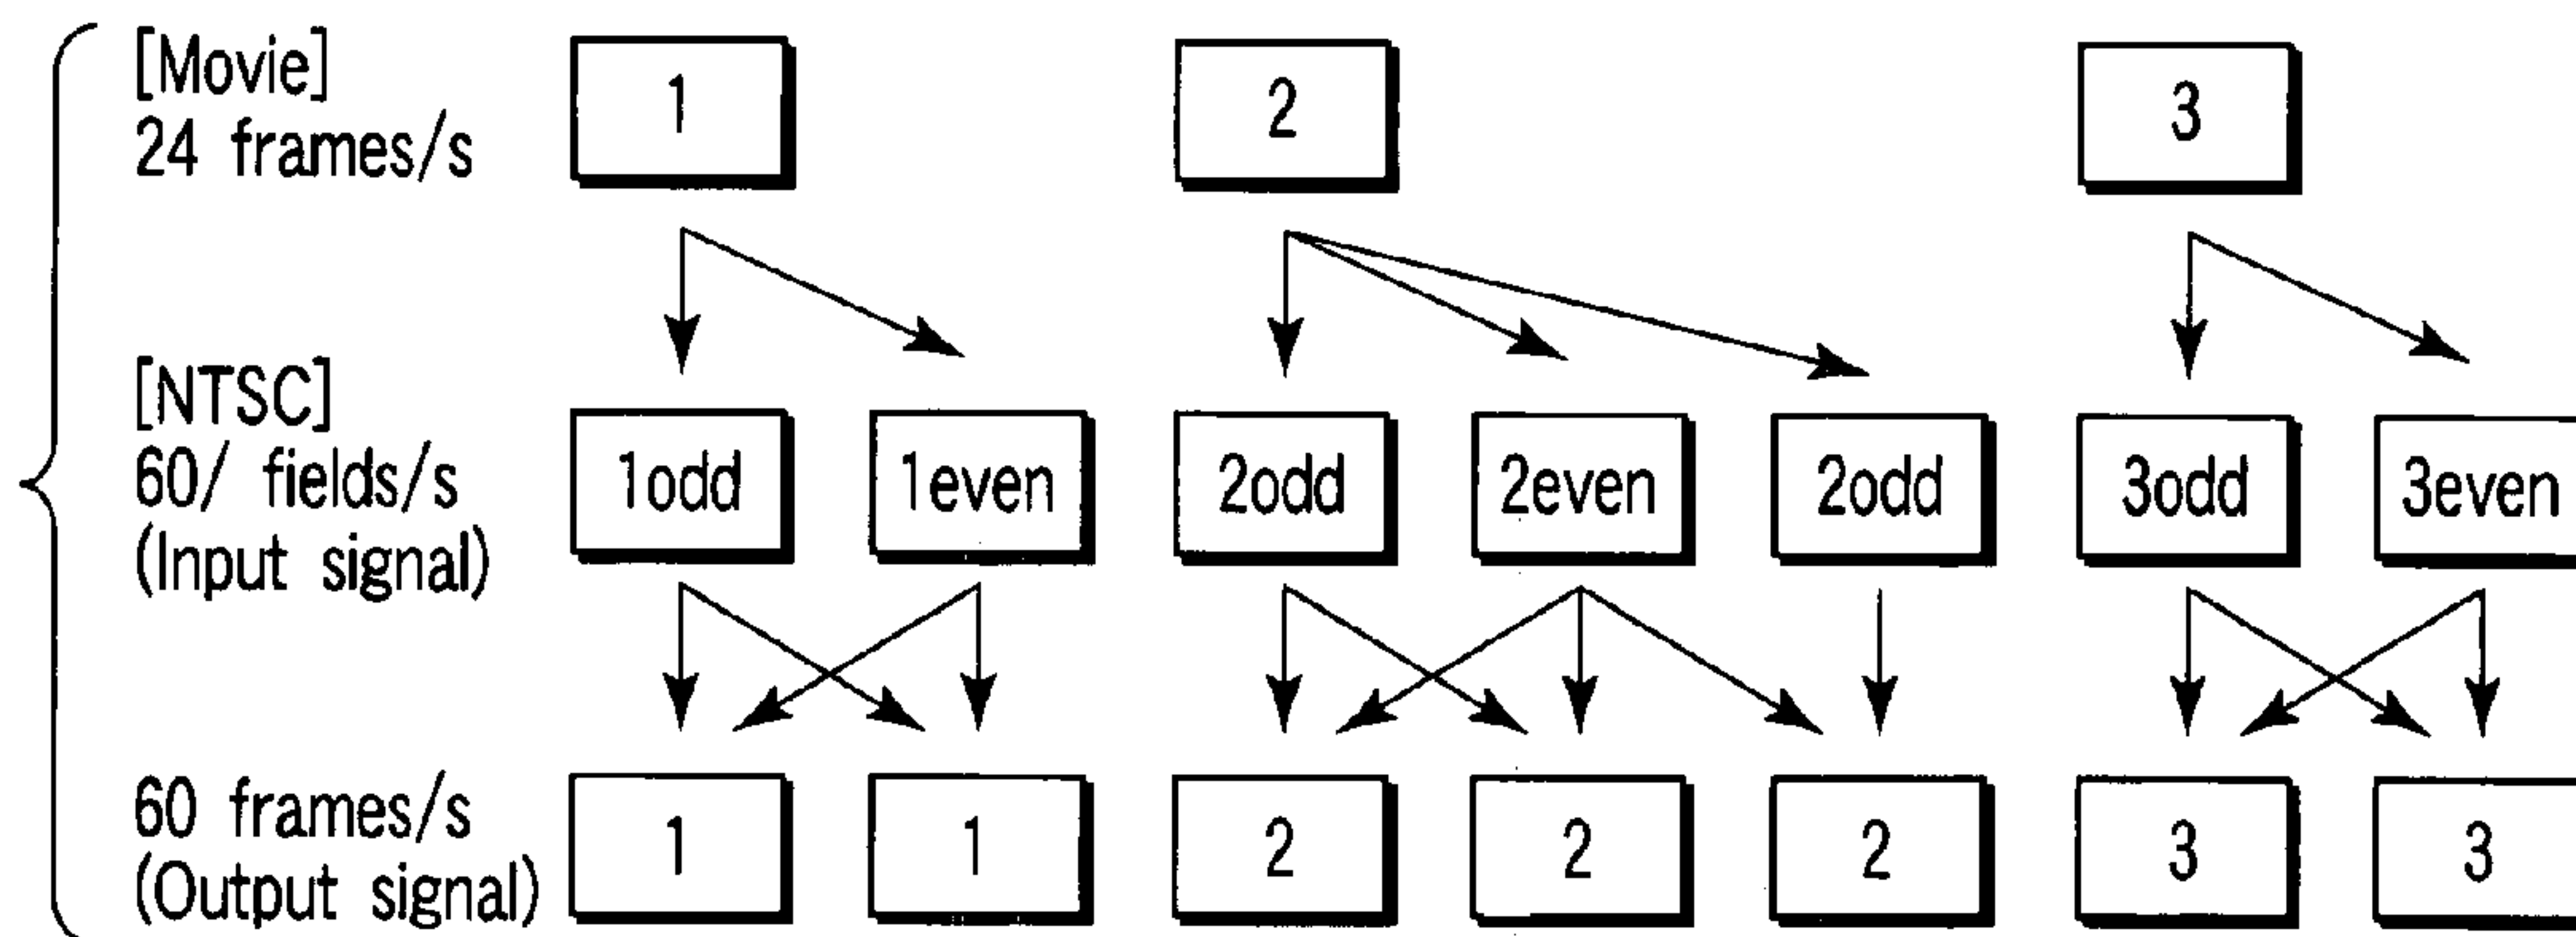 [Movie]
24 frames/s
1 2 3
[NTSC]
60/ fields/s
(Input signal)
1odd 1even 2odd 2even 2odd 3odd 3even
60 frames/s
(Output signal)
1 1 2 2 2 3 3